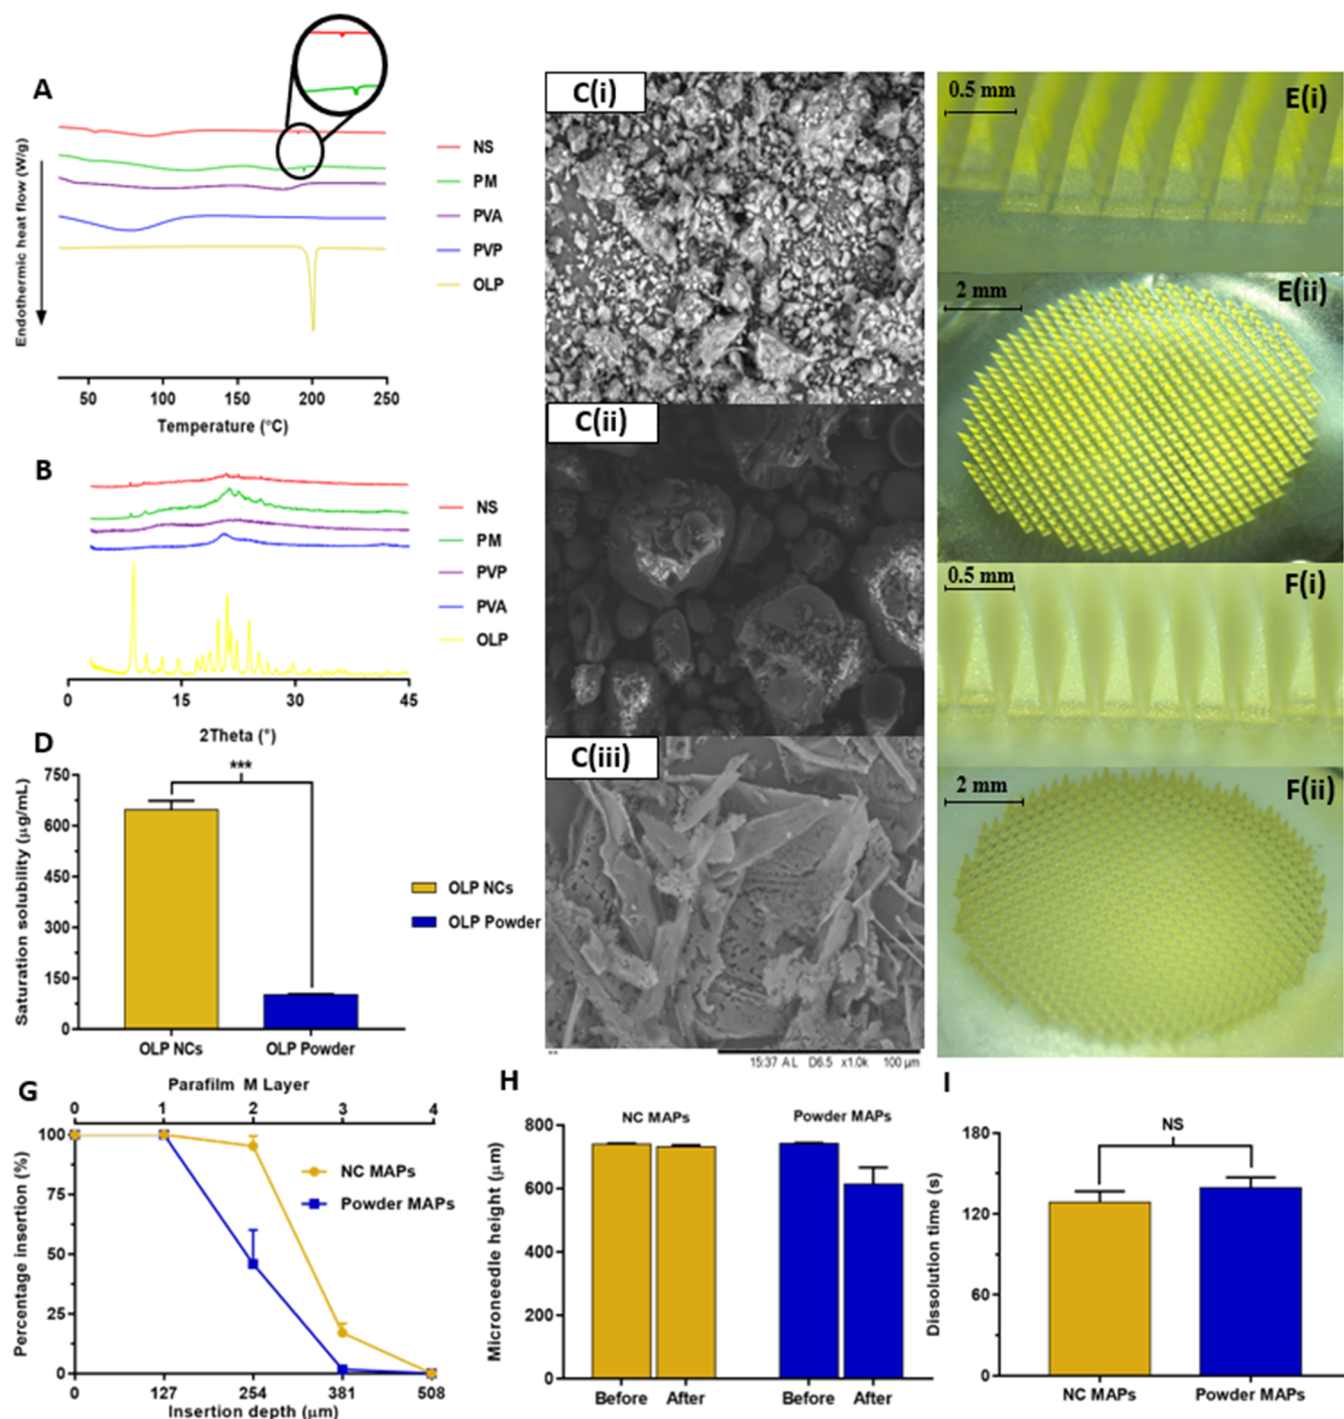 A
Endothermic heat flow (W/g)
NS
PM
PVA
PVP
OLP
50 100 150 200 250
Temperature (°C)
B
NS
PM
PVP
PVA
OLP
0 15 30 45
2Theta (°)
C(i)
C(ii)
C(iii)
15:37 A L D6.5 x1.0k 100 µm
D
***
Saturation solubility (µg/mL)
750
600
450
300
150
0
OLP NCs OLP Powder
OLP NCs
OLP Powder
0.5 mm E(i)
2 mm E(ii)
0.5 mm F(i)
2 mm F(ii)
G
Parafilm M Layer
0 1 2 3 4
Percentage insertion (%)
100
75
50
25
0
NC MAPs
Powder MAPs
0 127 254 381 508
Insertion depth (µm)
H
NC MAPs Powder MAPs
Microneedle height (µm)
800
600
400
200
0
Before After Before After
I
NS
Dissolution time (s)
180
120
60
0
NC MAPs Powder MAPs